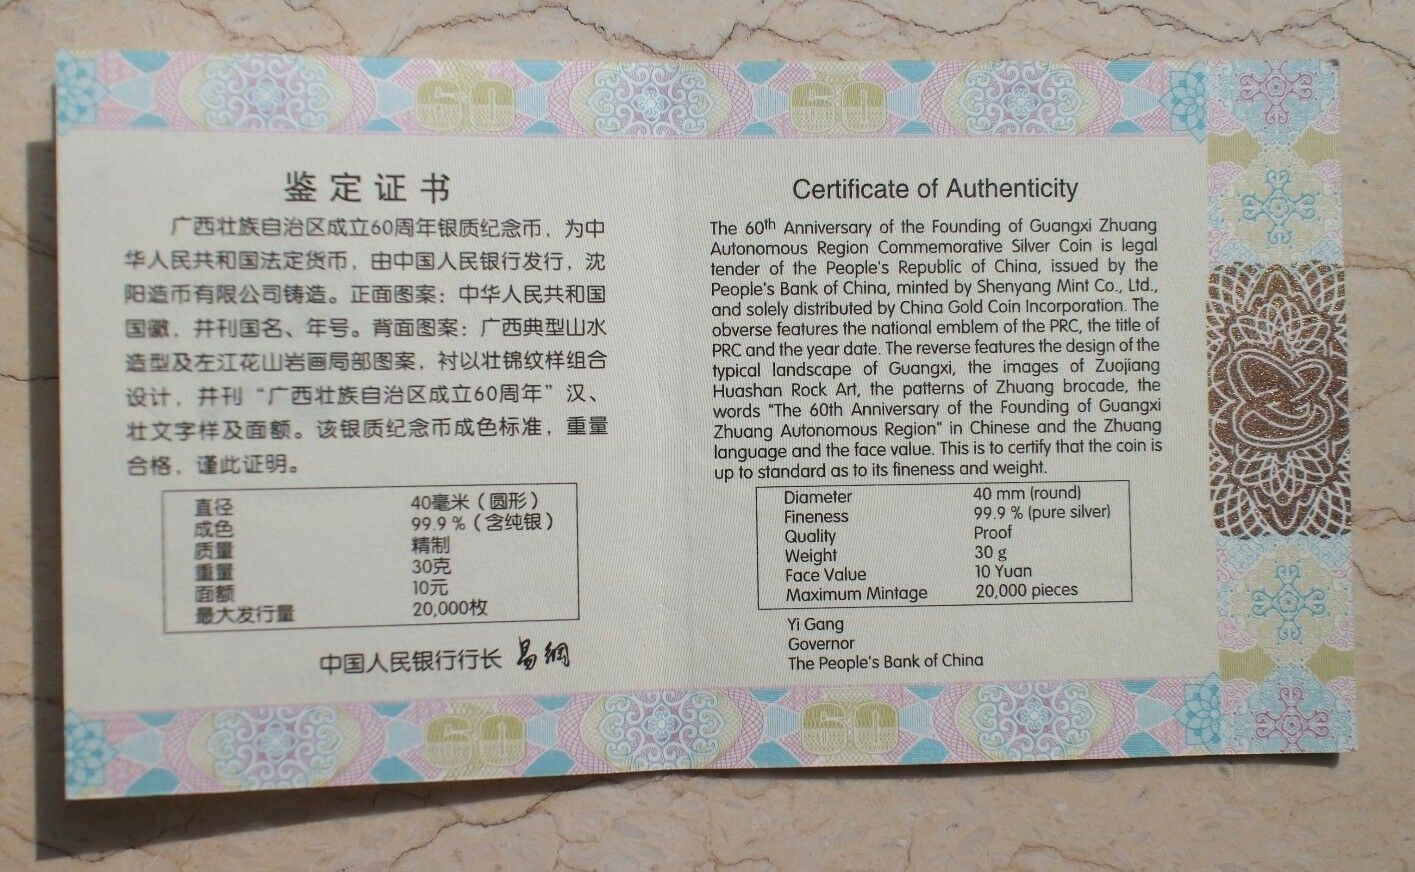 鉴定证书
广西壮族自治区成立60周年银质纪念币，为中
华人民共和国法定货币，由中国人民银行发行，沈
阳造币有限公司铸造。正面图案：中华人民共和国
国徽，并刊国名、年号。背面图案：广西典型山水
造型及左江花山岩画局部图案，衬以壮锦纹样组合
设计，并刊“广西壮族自治区成立60周年”汉、
壮文字样及面额。该银质纪念币成色标准，重量
合格，谨此证明。
直径 40毫米（圆形）
成色 99.9％（含纯银）
质量 精制
重量 30克
面额 10元
最大发行量 20,000枚
中国人民银行行长 易纲
Certificate of Authenticity
The 60th Anniversary of the Founding of Guangxi Zhuang
Autonomous Region Commemorative Silver Coin is legal
tender of the People's Republic of China, issued by the
People's Bank of China, minted by Shenyang Mint Co., Ltd.,
and solely distributed by China Gold Coin Incorporation. The
obverse features the national emblem of the PRC, the title of
PRC and the year date. The reverse features the design of the
typical landscape of Guangxi, the images of Zuojiang
Huashan Rock Art, the patterns of Zhuang brocade, the
words "The 60th Anniversary of the Founding of Guangxi
Zhuang Autonomous Region" in Chinese and the Zhuang
language and the face value. This is to certify that the coin is
up to standard as to its fineness and weight.
Diameter 40 mm (round)
Fineness 99.9 % (pure silver)
Quality Proof
Weight 30 g
Face Value 10 Yuan
Maximum Mintage 20,000 pieces
Yi Gang
Governor
The People's Bank of China
60
60
60
60